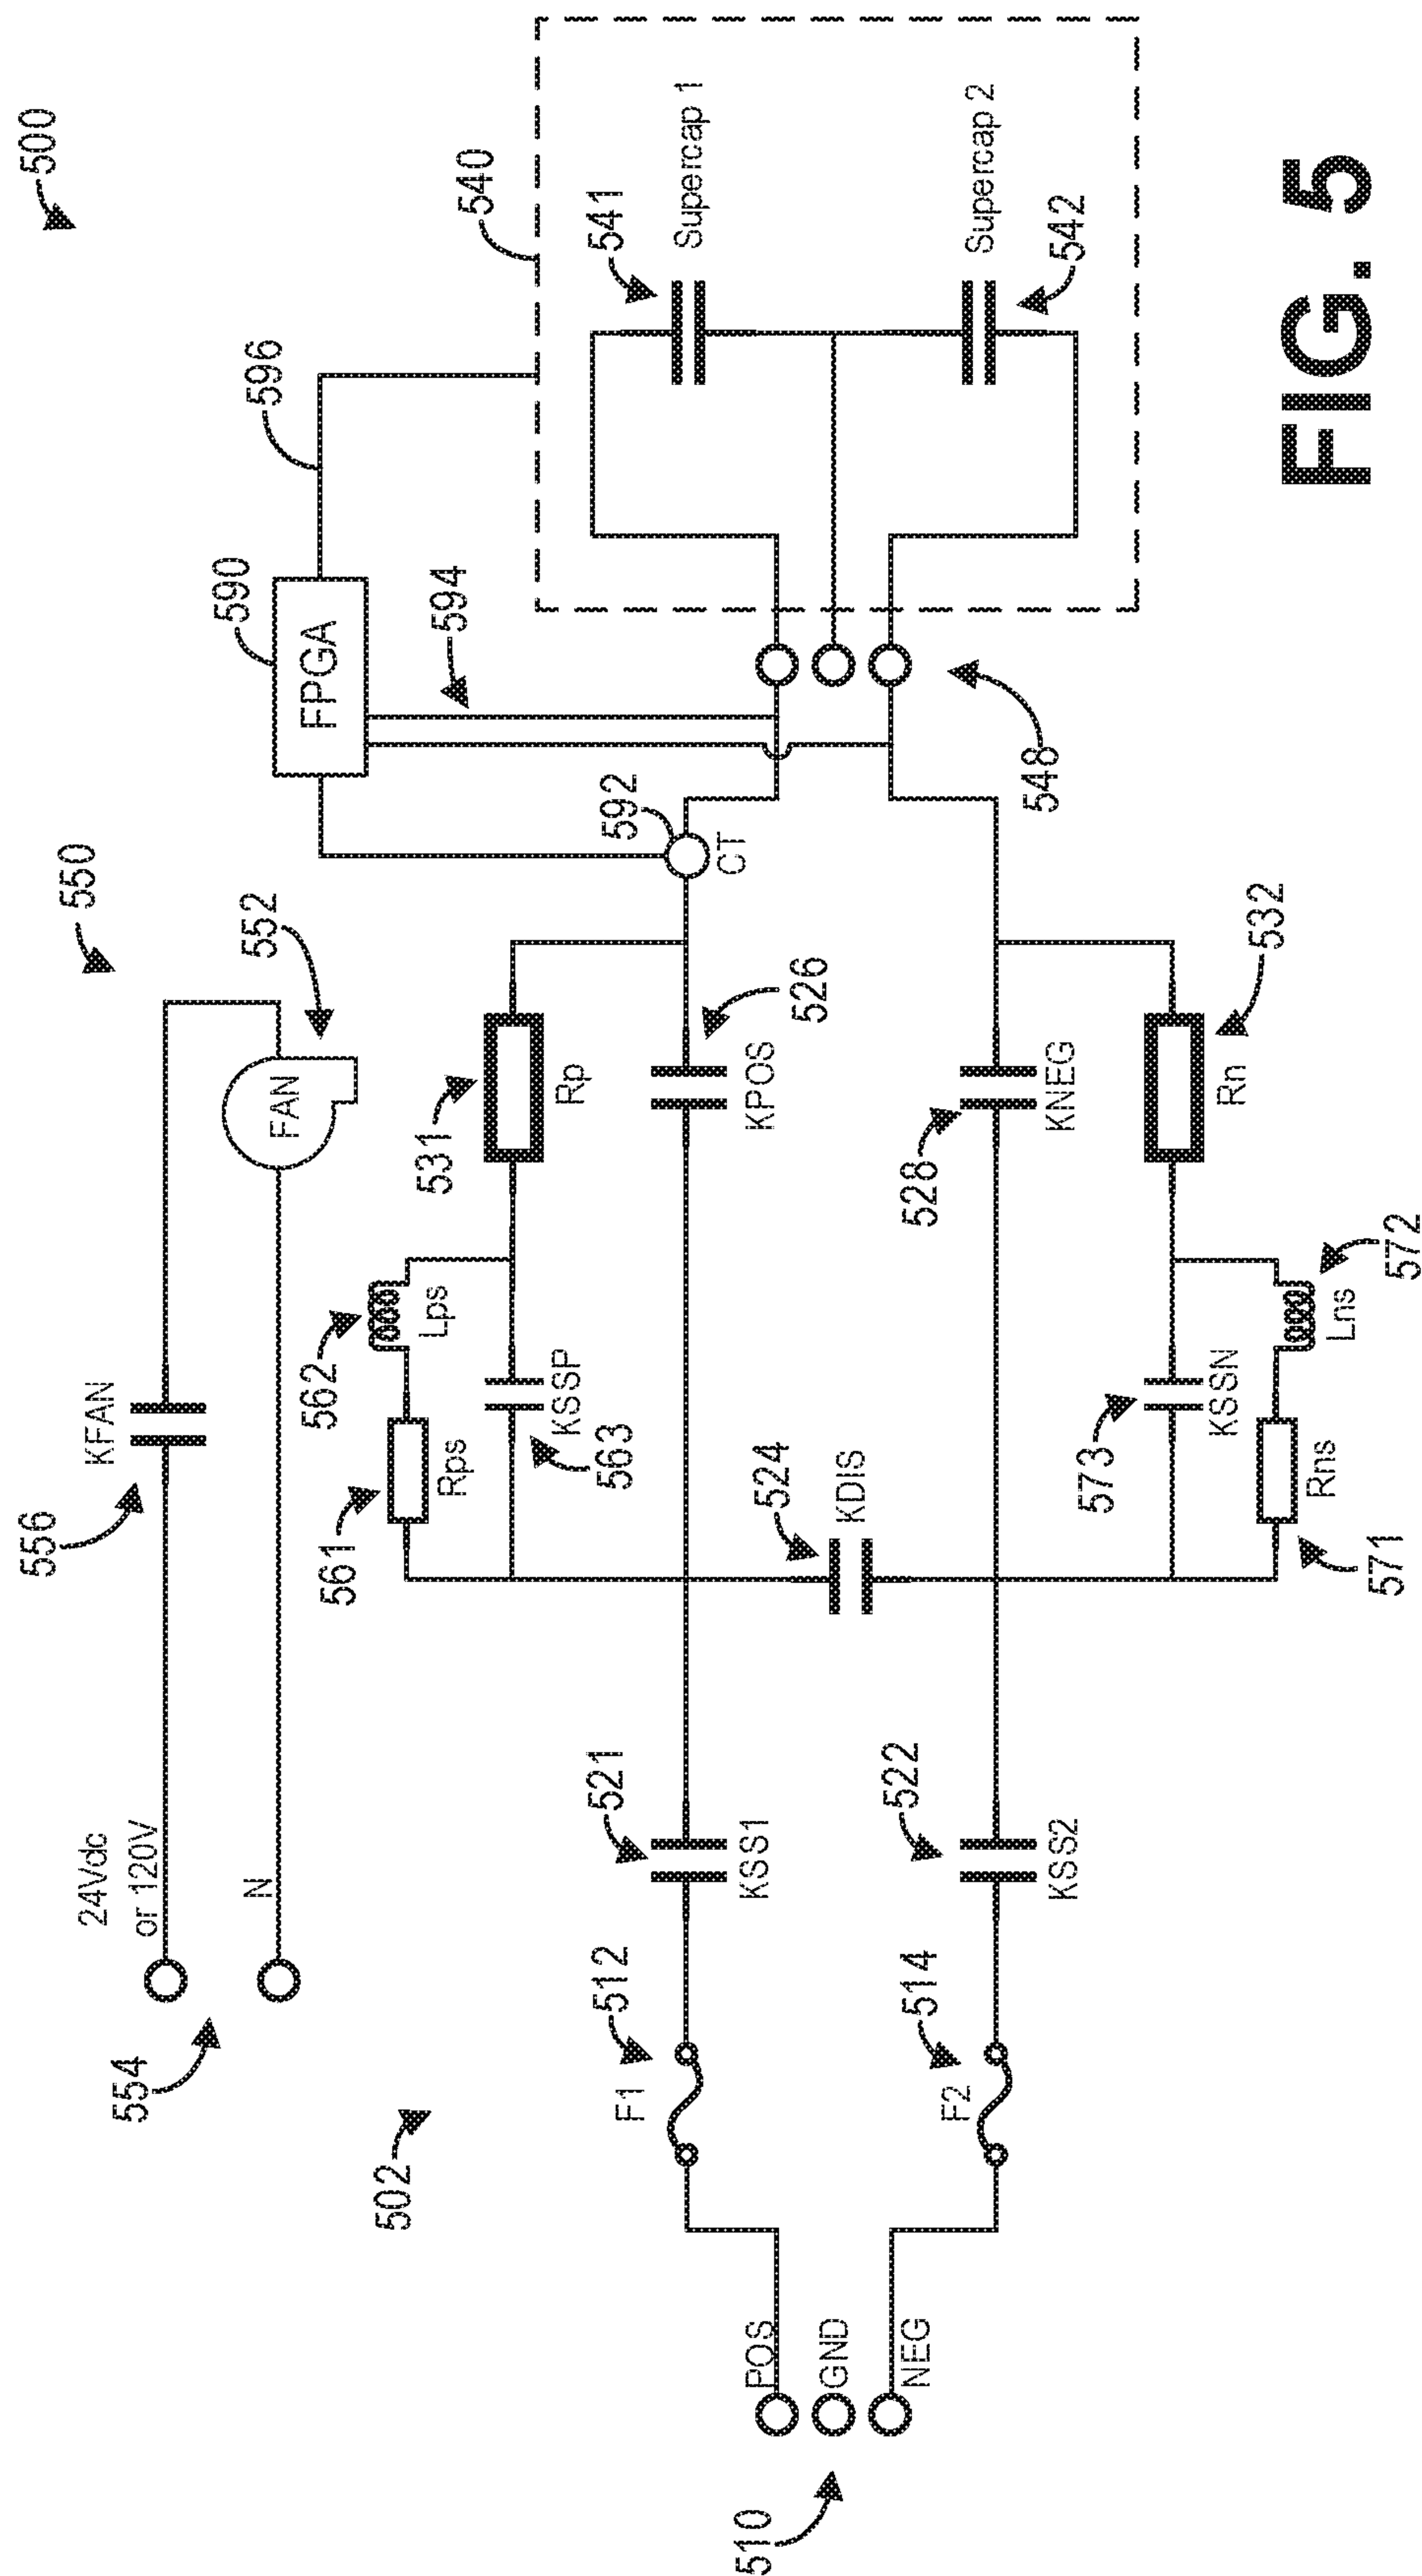 500
540
541
Supercap 1
Supercap 2
542
596
590
FPGA
594
592
CT
548
550
552
FAN
531
Rp
526
KPOS
528
KNEG
532
Rn
556
KFAN
562
Lps
561
Rps
KSSP
563
524
KDIS
573
KSSN
572
Lns
Rns
571
24Vdc
or 120V
N
554
502
521
KSS1
522
KSS2
512
F1
514
F2
POS
GND
NEG
510
FIG. 5